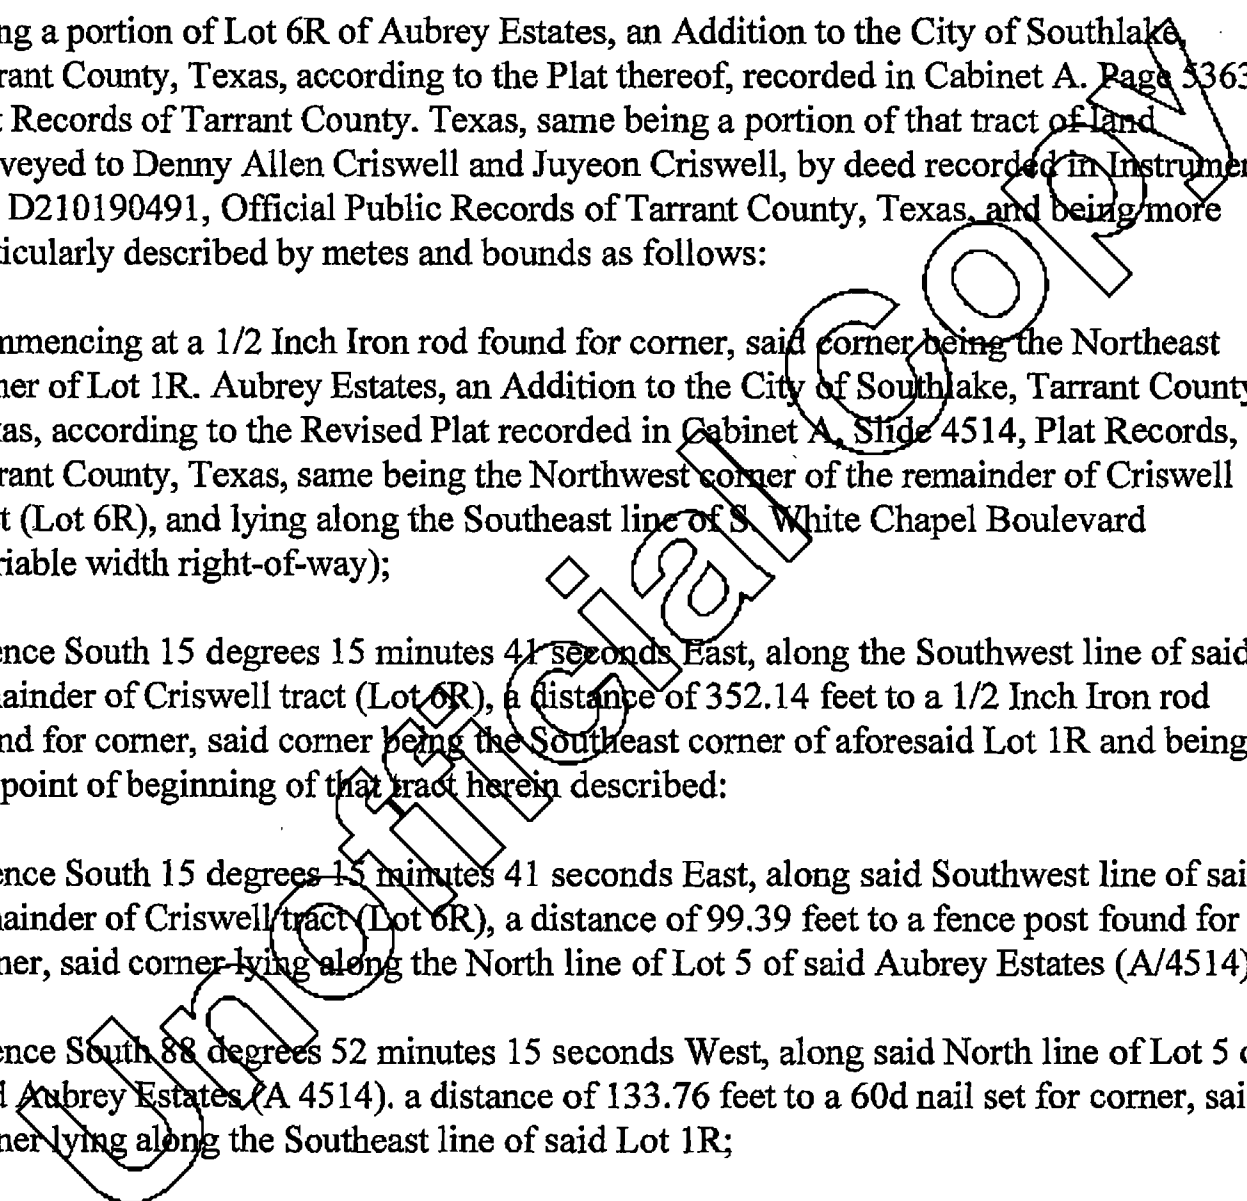 ng a portion of Lot 6R of Aubrey Estates, an Addition to the City of Southlake,
rant County, Texas, according to the Plat thereof, recorded in Cabinet A. Page 5363
t Records of Tarrant County. Texas, same being a portion of that tract of land
veyed to Denny Allen Criswell and Juyeon Criswell, by deed recorded in Instrumen
D210190491, Official Public Records of Tarrant County, Texas, and being more
ticularly described by metes and bounds as follows:
mmencing at a 1/2 Inch Iron rod found for corner, said corner being the Northeast
ner of Lot 1R. Aubrey Estates, an Addition to the City of Southlake, Tarrant County
as, according to the Revised Plat recorded in Cabinet A, Slide 4514, Plat Records,
rant County, Texas, same being the Northwest corner of the remainder of Criswell
t (Lot 6R), and lying along the Southeast line of S. White Chapel Boulevard
riable width right-of-way);
ence South 15 degrees 15 minutes 41 seconds East, along the Southwest line of said
ainder of Criswell tract (Lot 6R), a distance of 352.14 feet to a 1/2 Inch Iron rod
nd for corner, said corner being the Southeast corner of aforesaid Lot 1R and being
point of beginning of that tract herein described:
ence South 15 degrees 15 minutes 41 seconds East, along said Southwest line of sai
ainder of Criswell tract (Lot 6R), a distance of 99.39 feet to a fence post found for
ner, said corner lying along the North line of Lot 5 of said Aubrey Estates (A/4514)
ence South 88 degrees 52 minutes 15 seconds West, along said North line of Lot 5 o
d Aubrey Estates (A 4514). a distance of 133.76 feet to a 60d nail set for corner, sai
ner lying along the Southeast line of said Lot 1R;
Unofficial Copy